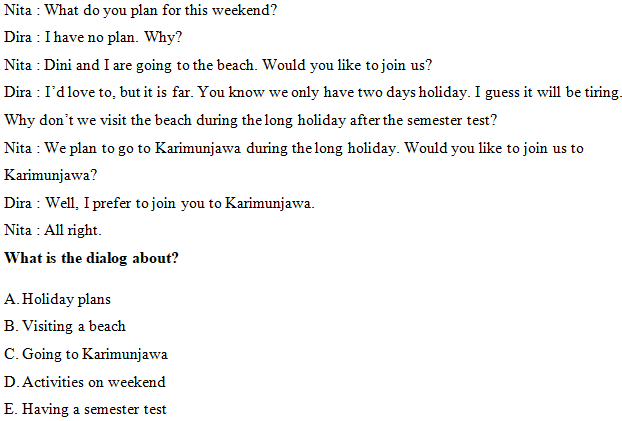 Nita : What do you plan for this weekend?
Dira : I have no plan. Why?
Nita : Dini and I are going to the beach. Would you like to join us?
Dira : I'd love to, but it is far. You know we only have two days holiday. I guess it will be tiring.
Why don't we visit the beach during the long holiday after the semester test?
Nita : We plan to go to Karimunjawa during the long holiday. Would you like to join us to
Karimunjawa?
Dira : Well, I prefer to join you to Karimunjawa.
Nita : All right.
What is the dialog about?
A. Holiday plans
B. Visiting a beach
C. Going to Karimunjawa
D. Activities on weekend
E. Having a semester test